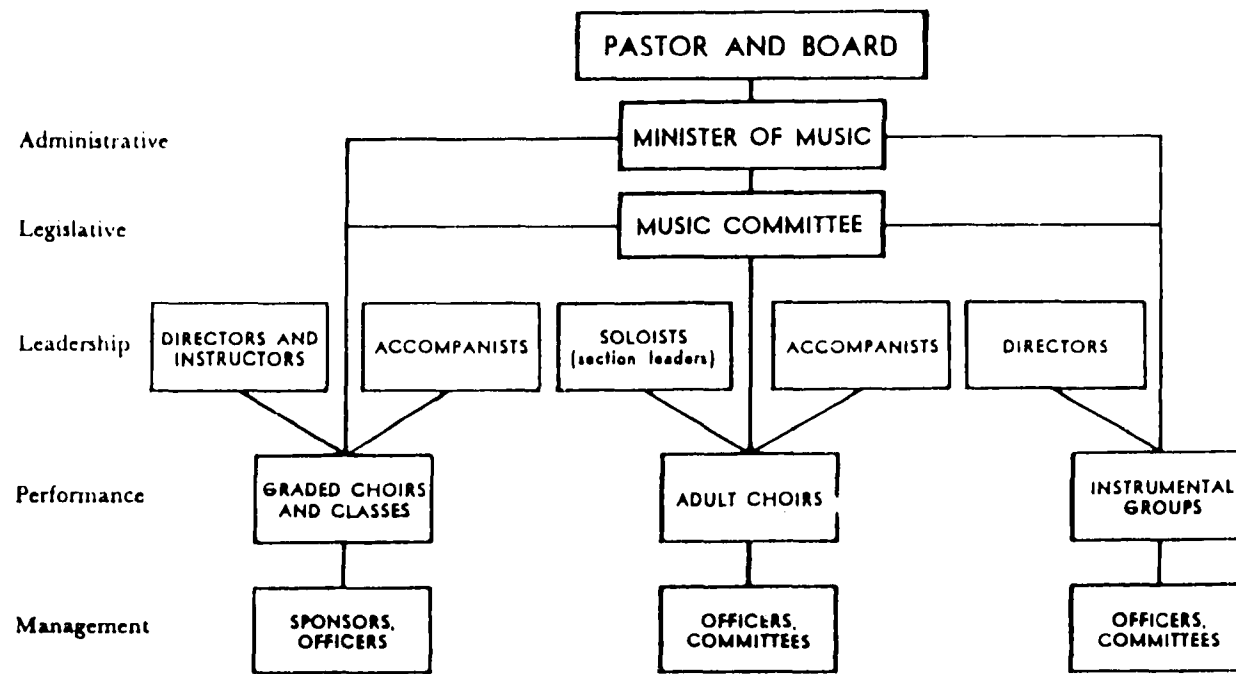 PASTOR AND BOARD
Administrative
MINISTER OF MUSIC
Legislative
MUSIC COMMITTEE
Leadership
DIRECTORS AND
INSTRUCTORS
ACCOMPANISTS
SOLOISTS
(section leaders)
ACCOMPANISTS
DIRECTORS
Performance
GRADED CHOIRS
AND CLASSES
ADULT CHOIRS
INSTRUMENTAL
GROUPS
Management
SPONSORS,
OFFICERS
OFFICERS,
COMMITTEES
OFFICERS,
COMMITTEES